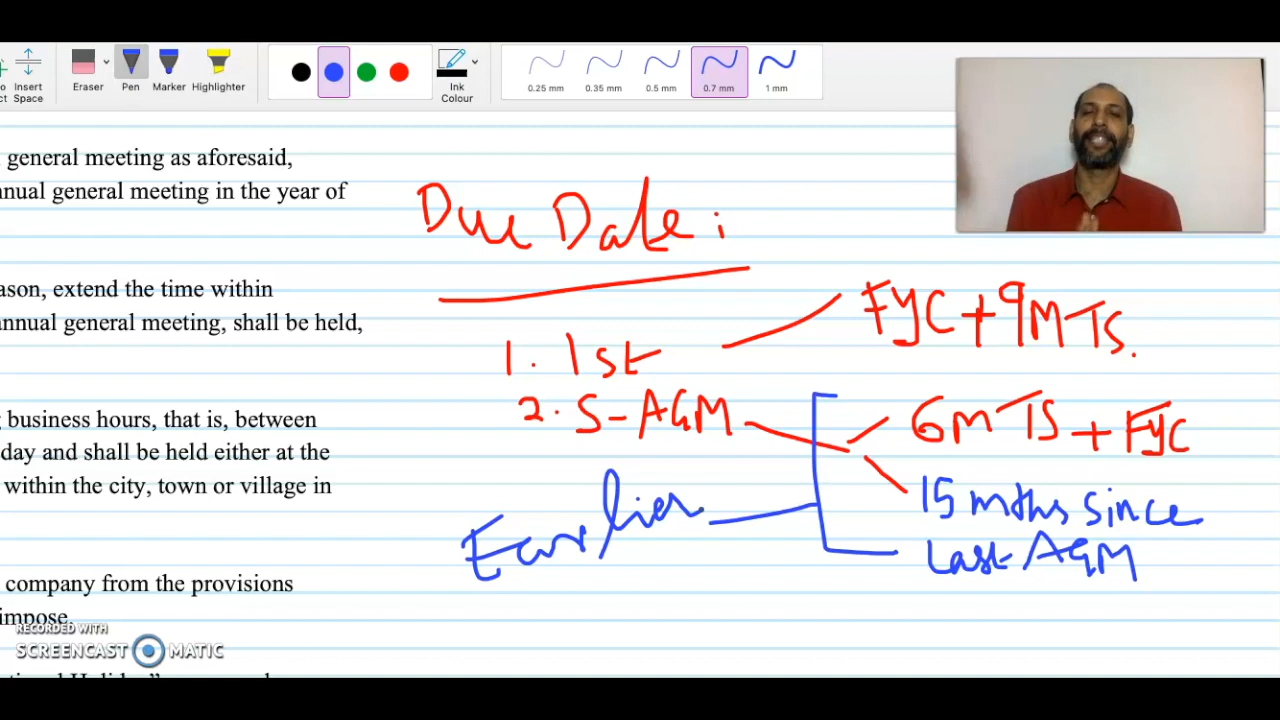 Insert
Space
Eraser
Pen
Marker
Highlighter
Ink
Colour
0.25 mm
0.35 mm
0.5 mm
0.7 mm
1 mm
general meeting as aforesaid,
nnual general meeting in the year of
ason, extend the time within
annual general meeting, shall be held,
business hours, that is, between
day and shall be held either at the
within the city, town or village in
company from the provisions
impose.
Due Date:
1. 1st
FYC + 9MTS.
2. S-AGM
6MTS + FYC
15 mths since
Last AGM
Earlier
RECORDED WITH
SCREENCAST MATIC